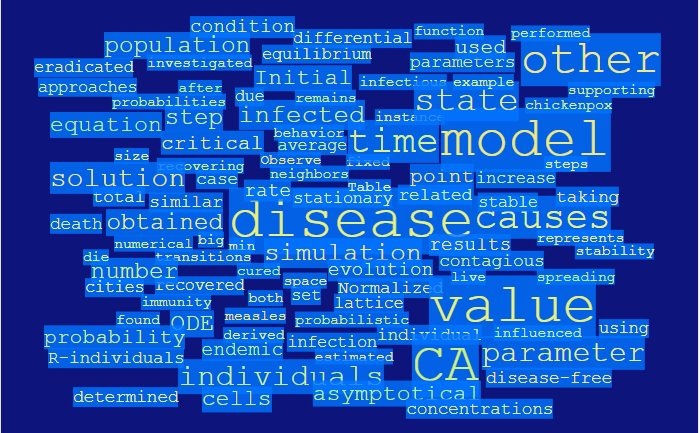 condition
function
performed
population
differential
equilibrium
used
other
eradicated
investigated
parameters
approaches
after
Initial
infectious
example
supporting
probabilities
due
remains
state
chickenpox
equation
step
infected
instance
behavior
time
model
critical
average
size
recovering
Observe
fixed
steps
solution
case
neighbors
point
increase
total
similar
rate
Table
stationary
related
stable
taking
death
obtained
disease
causes
numerical
big
min
simulation
results
represents
stability
die
transitions
contagious
number
cured
evolution
live
spreading
cities
recovered
space
Normalized
immunity
both
set
lattice
value
found
ODE
measles
probabilistic
probability
derived
individual
influenced
using
R-individuals
endemic
infection
estimated
CA
parameter
individuals
disease-free
determined
cells
asymptotical
concentrations